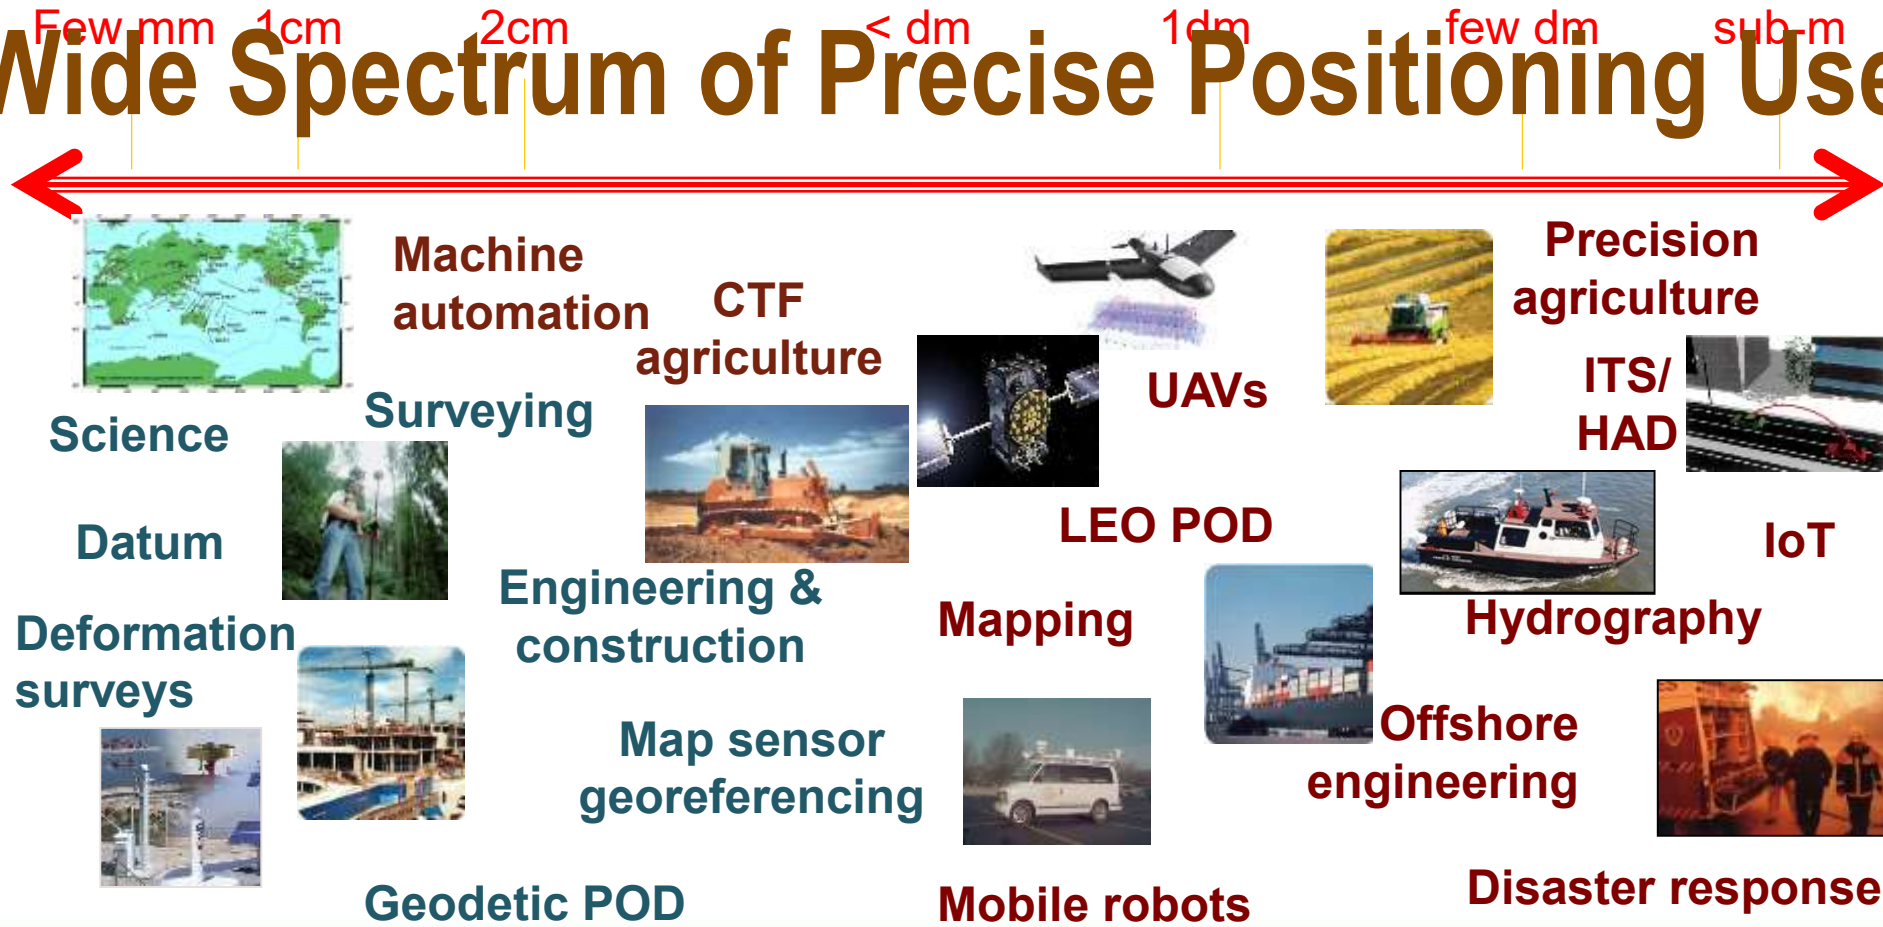 Few mm 1cm 2cm < dm 1dm few dm sub-m
Wide Spectrum of Precise Positioning Use
Machine
automation
CTF
agriculture
Precision
agriculture
UAVs
ITS/
HAD
Science
Surveying
Datum
LEO POD
IoT
Engineering &
construction
Mapping
Hydrography
Deformation
surveys
Map sensor
georeferencing
Offshore
engineering
Geodetic POD
Mobile robots
Disaster response